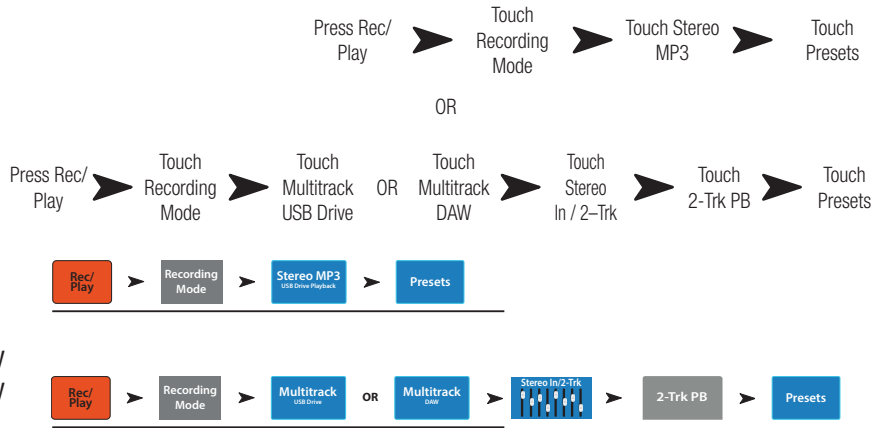 Press Rec/
Play
Touch
Recording
Mode
Touch Stereo
MP3
Touch
Presets
OR
Press Rec/
Play
Touch
Recording
Mode
Touch
Multitrack
USB Drive
OR
Touch
Multitrack
DAW
Touch
Stereo
In / 2–Trk
Touch
2-Trk PB
Touch
Presets
Rec/
Play
Recording
Mode
Stereo MP3
USB Drive Playback
Presets
/
/
Rec/
Play
Recording
Mode
Multitrack
USB Drive
OR
Multitrack
DAW
Stereo In/2-Trk
2-Trk PB
Presets